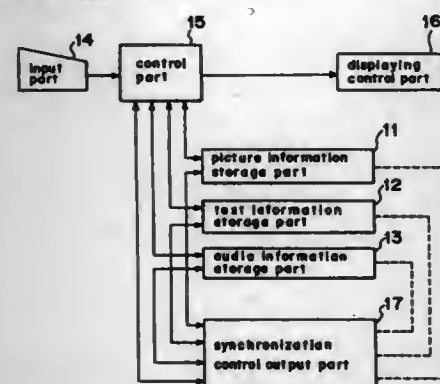 14
input
part
15
control
part
16
displaying
control part
11
picture information
storage part
12
text information
storage part
13
audio information
storage part
17
synchronization
control output part